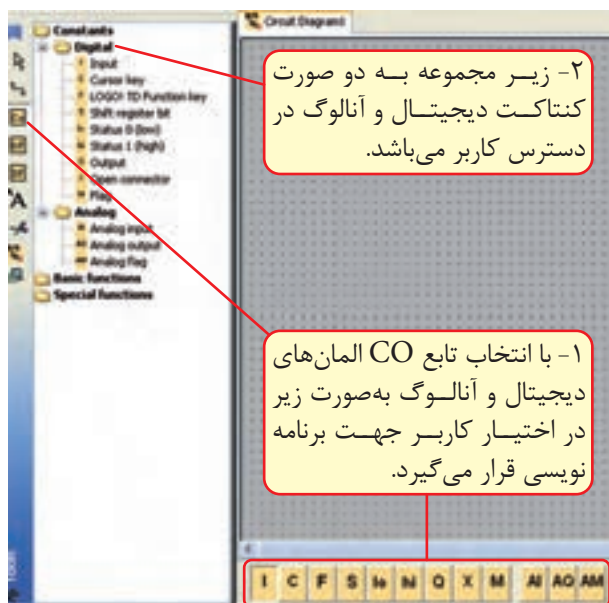 Circuit Diagram1
Constants
Digital
Input
Cursor key
LOGO! TD Function key
Shift register bit
Status 0 (low)
Status 1 (high)
Output
Open connector
Flag
Analog
Analog input
Analog output
Analog flag
Basic functions
Special functions
۲- زیر مجموعه به دو صورت
کنتاکت دیجیتال و آنالوگ در
دسترس کاربر می‌باشد.
۱- با انتخاب تابع CO المان‌های
دیجیتال و آنالوگ به‌صورت زیر
در اختیار کاربر جهت برنامه
نویسی قرار می‌گیرد.
I C F S lo hi Q X M AI AQ AM